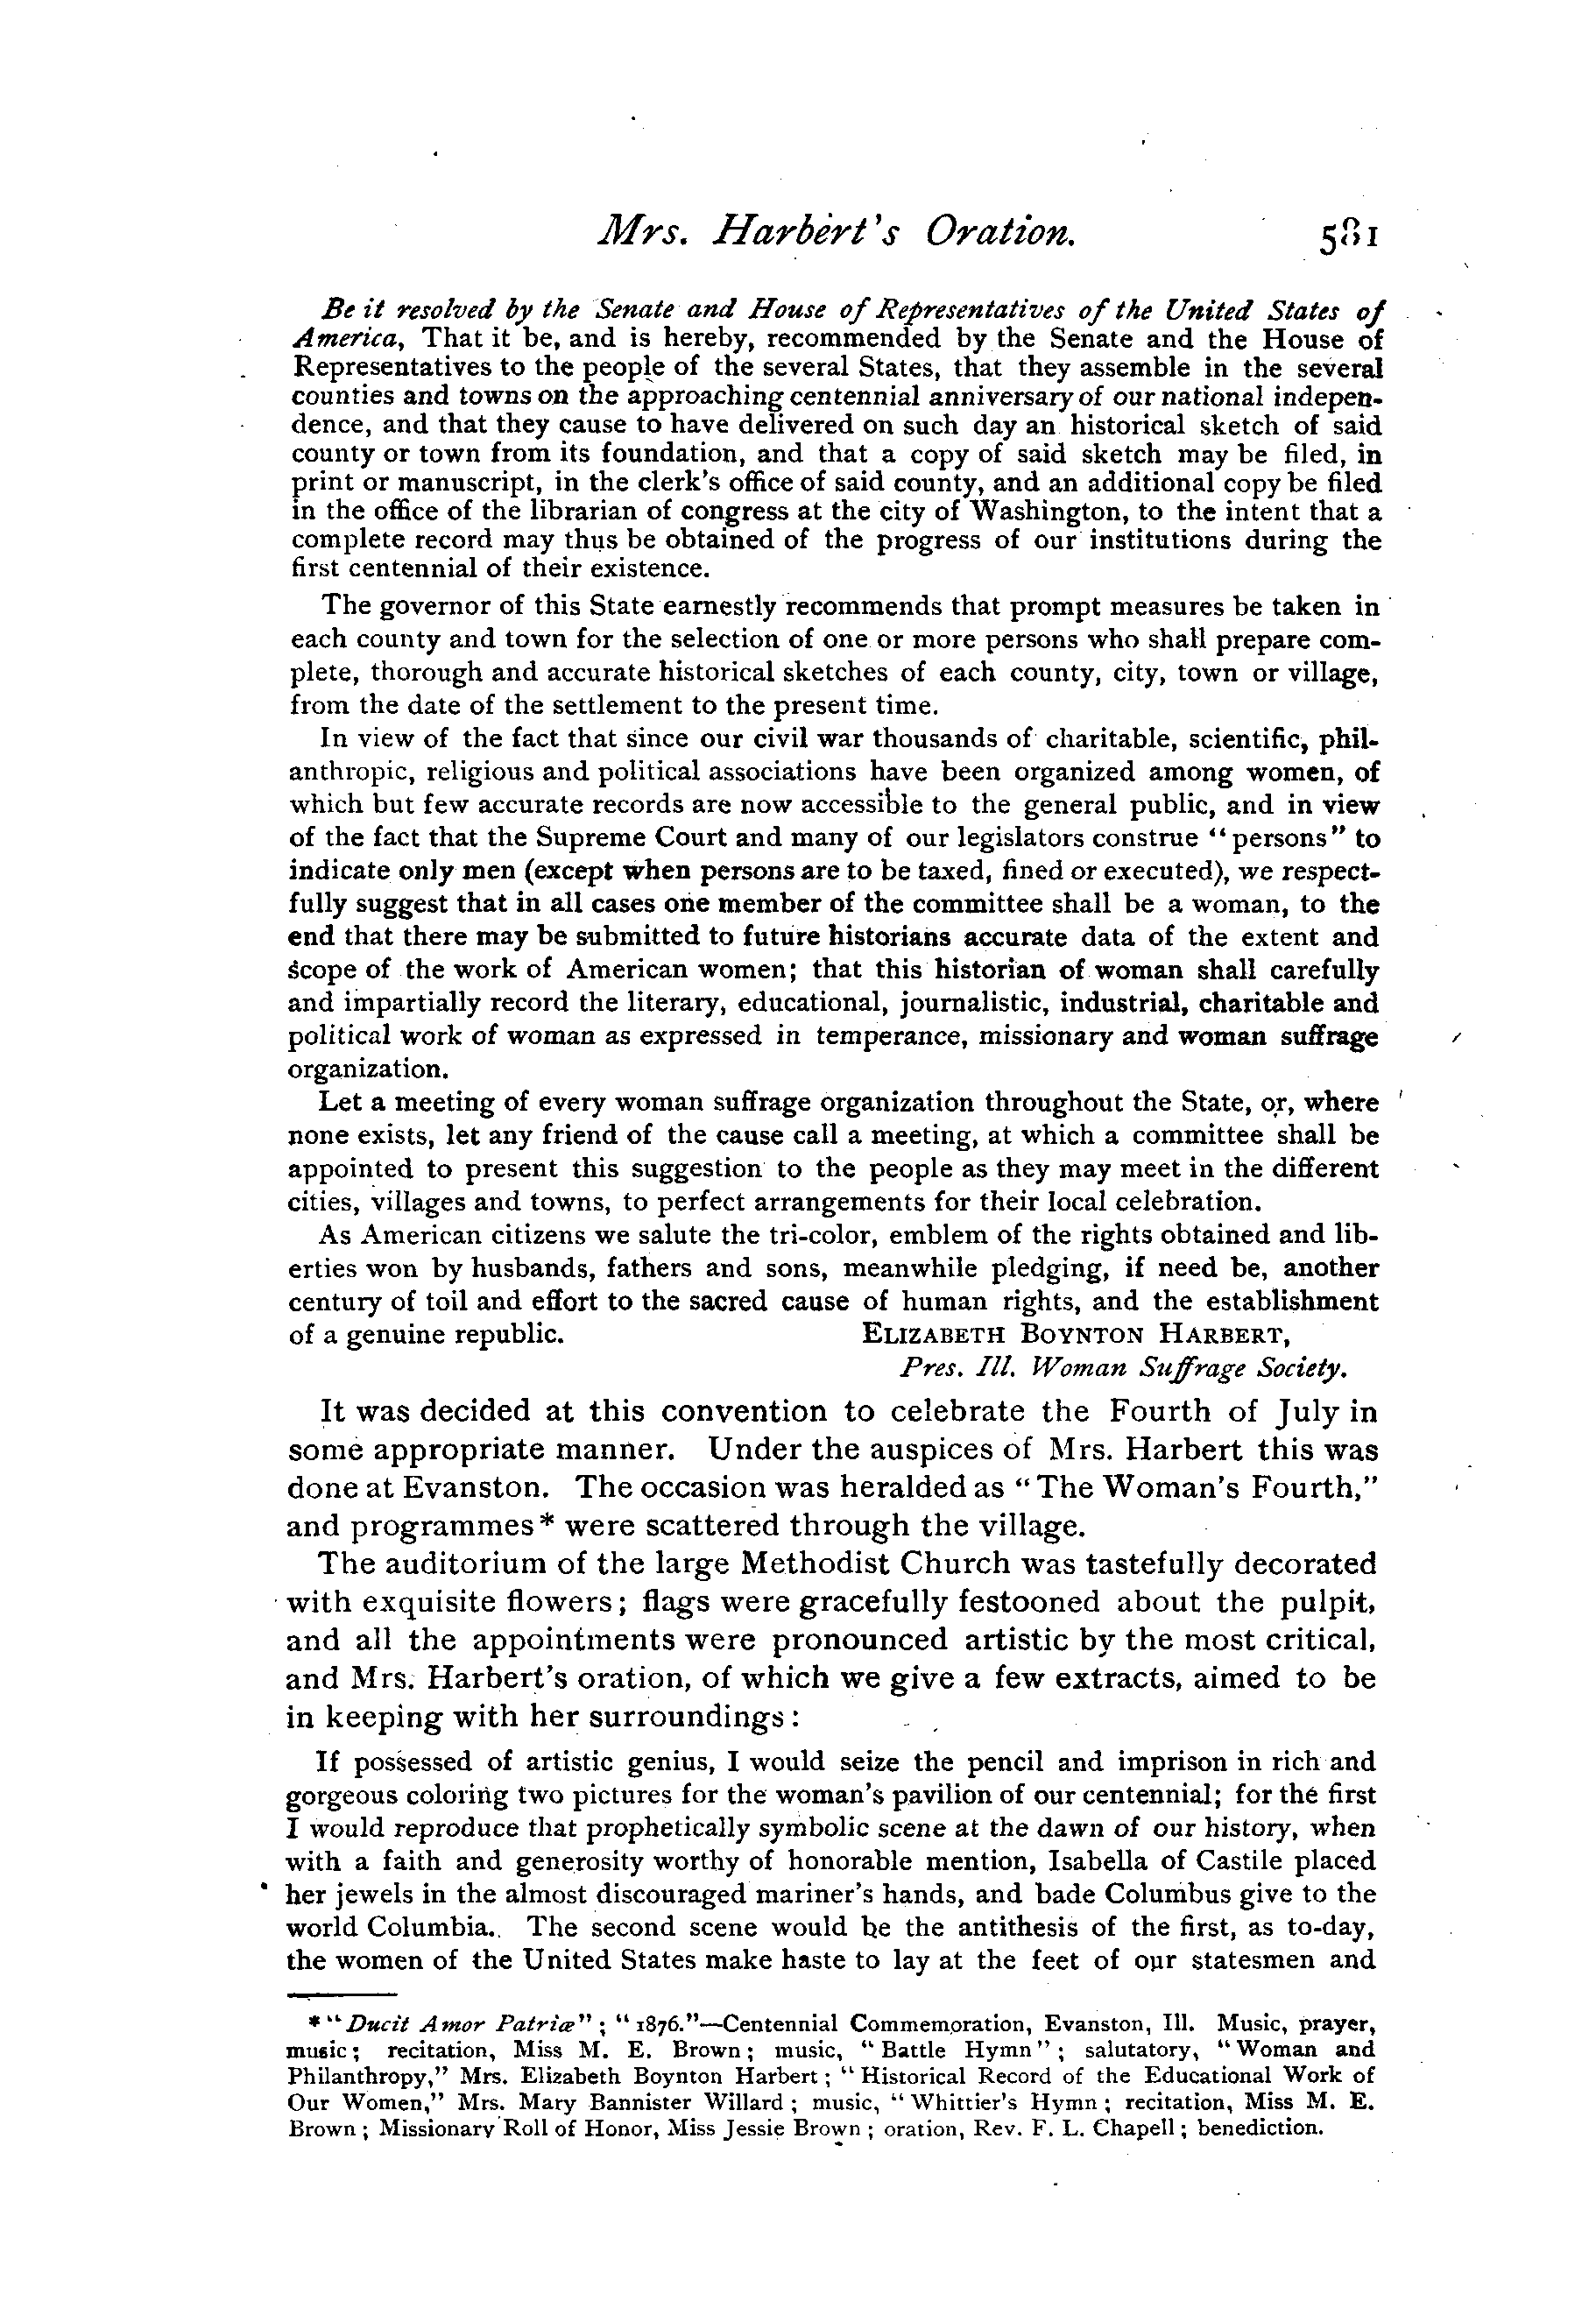 Mrs. Harbert's Oration. 581
Be it resolved by the Senate and House of Representatives of the United States of
America, That it be, and is hereby, recommended by the Senate and the House of
Representatives to the people of the several States, that they assemble in the several
counties and towns on the approaching centennial anniversary of our national indepen-
dence, and that they cause to have delivered on such day an historical sketch of said
county or town from its foundation, and that a copy of said sketch may be filed, in
print or manuscript, in the clerk's office of said county, and an additional copy be filed
in the office of the librarian of congress at the city of Washington, to the intent that a
complete record may thus be obtained of the progress of our institutions during the
first centennial of their existence.
The governor of this State earnestly recommends that prompt measures be taken in
each county and town for the selection of one or more persons who shall prepare com-
plete, thorough and accurate historical sketches of each county, city, town or village,
from the date of the settlement to the present time.
In view of the fact that since our civil war thousands of charitable, scientific, phil-
anthropic, religious and political associations have been organized among women, of
which but few accurate records are now accessible to the general public, and in view
of the fact that the Supreme Court and many of our legislators construe "persons" to
indicate only men (except when persons are to be taxed, fined or executed), we respect-
fully suggest that in all cases one member of the committee shall be a woman, to the
end that there may be submitted to future historians accurate data of the extent and
scope of the work of American women; that this historian of woman shall carefully
and impartially record the literary, educational, journalistic, industrial, charitable and
political work of woman as expressed in temperance, missionary and woman suffrage
organization.
Let a meeting of every woman suffrage organization throughout the State, or, where
none exists, let any friend of the cause call a meeting, at which a committee shall be
appointed to present this suggestion to the people as they may meet in the different
cities, villages and towns, to perfect arrangements for their local celebration.
As American citizens we salute the tri-color, emblem of the rights obtained and lib-
erties won by husbands, fathers and sons, meanwhile pledging, if need be, another
century of toil and effort to the sacred cause of human rights, and the establishment
of a genuine republic. ELIZABETH BOYNTON HARBERT,
Pres. Ill. Woman Suffrage Society.
It was decided at this convention to celebrate the Fourth of July in
some appropriate manner. Under the auspices of Mrs. Harbert this was
done at Evanston. The occasion was heralded as "The Woman's Fourth,"
and programmes* were scattered through the village.
The auditorium of the large Methodist Church was tastefully decorated
with exquisite flowers; flags were gracefully festooned about the pulpit,
and all the appointments were pronounced artistic by the most critical,
and Mrs. Harbert's oration, of which we give a few extracts, aimed to be
in keeping with her surroundings:
If possessed of artistic genius, I would seize the pencil and imprison in rich and
gorgeous coloring two pictures for the woman's pavilion of our centennial; for the first
I would reproduce that prophetically symbolic scene at the dawn of our history, when
with a faith and generosity worthy of honorable mention, Isabella of Castile placed
her jewels in the almost discouraged mariner's hands, and bade Columbus give to the
world Columbia. The second scene would be the antithesis of the first, as to-day,
the women of the United States make haste to lay at the feet of our statesmen and
* "Ducit Amor Patriæ"; "1876."—Centennial Commemoration, Evanston, Ill. Music, prayer,
music; recitation, Miss M. E. Brown; music, "Battle Hymn"; salutatory, "Woman and
Philanthropy," Mrs. Elizabeth Boynton Harbert; "Historical Record of the Educational Work of
Our Women," Mrs. Mary Bannister Willard; music, "Whittier's Hymn; recitation, Miss M. E.
Brown; Missionary Roll of Honor, Miss Jessie Brown; oration, Rev. F. L. Chapell; benediction.